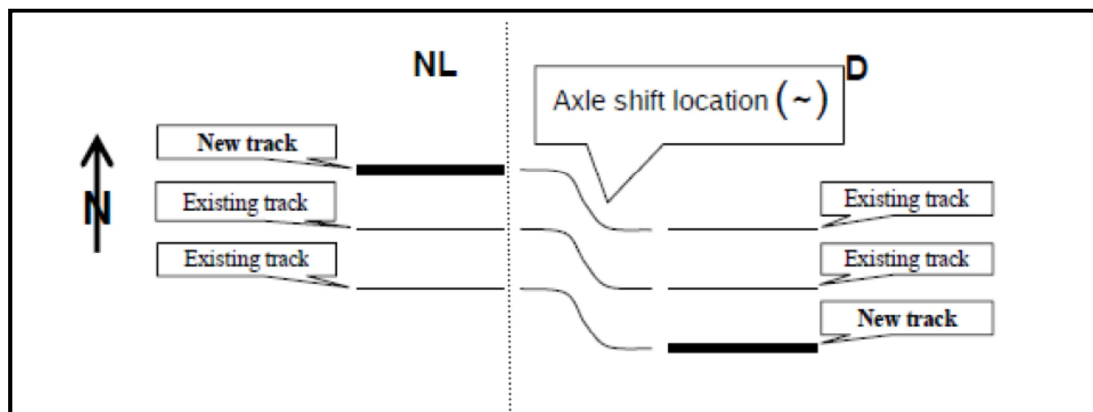 NL
D
Axle shift location (~)
New track
N
Existing track
Existing track
Existing track
Existing track
New track